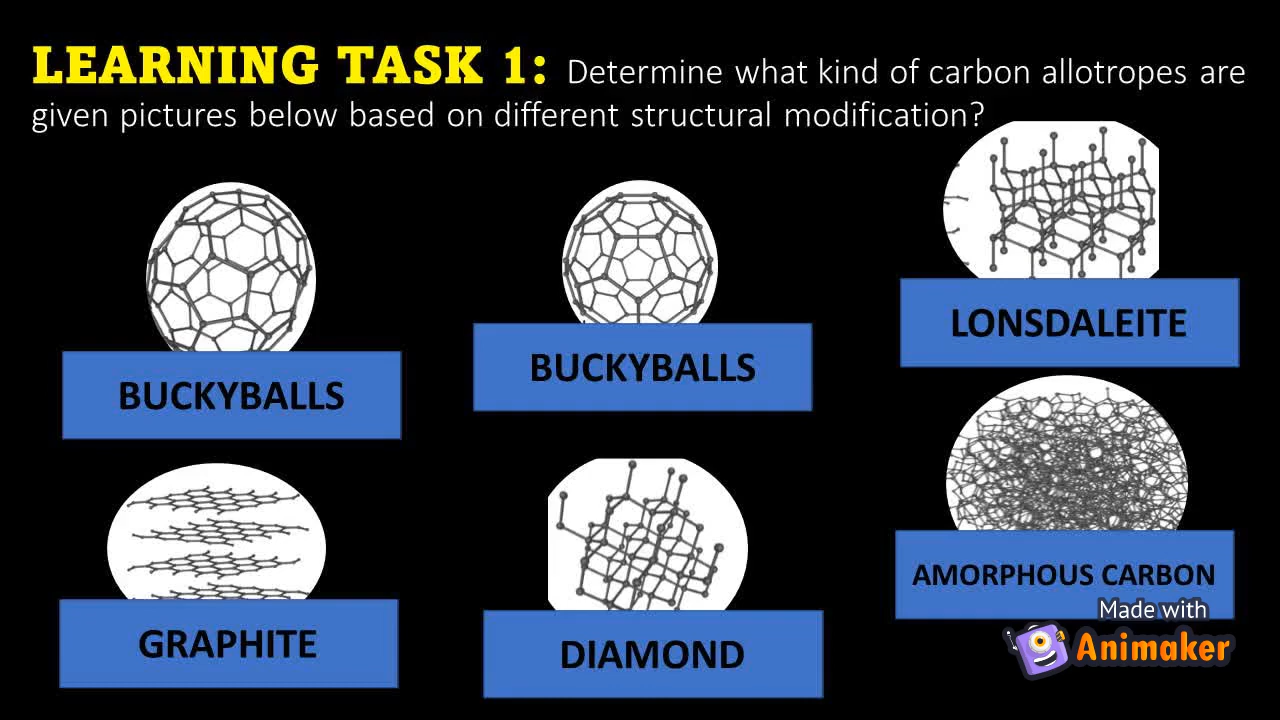 LEARNING TASK 1: Determine what kind of carbon allotropes are
given pictures below based on different structural modification?
BUCKYBALLS
BUCKYBALLS
LONSDALEITE
GRAPHITE
DIAMOND
AMORPHOUS CARBON
Made with
Animaker